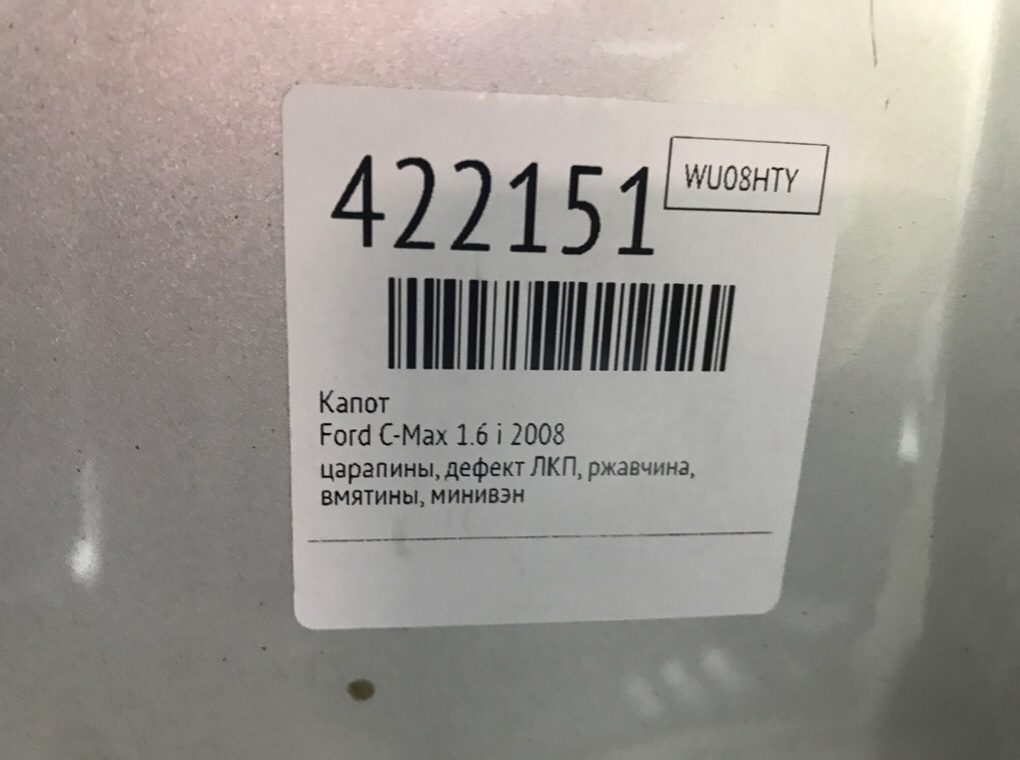 422151
WU08HTY
Капот
Ford C-Max 1.6 i 2008
царапины, дефект ЛКП, ржавчина,
вмятины, минивэн